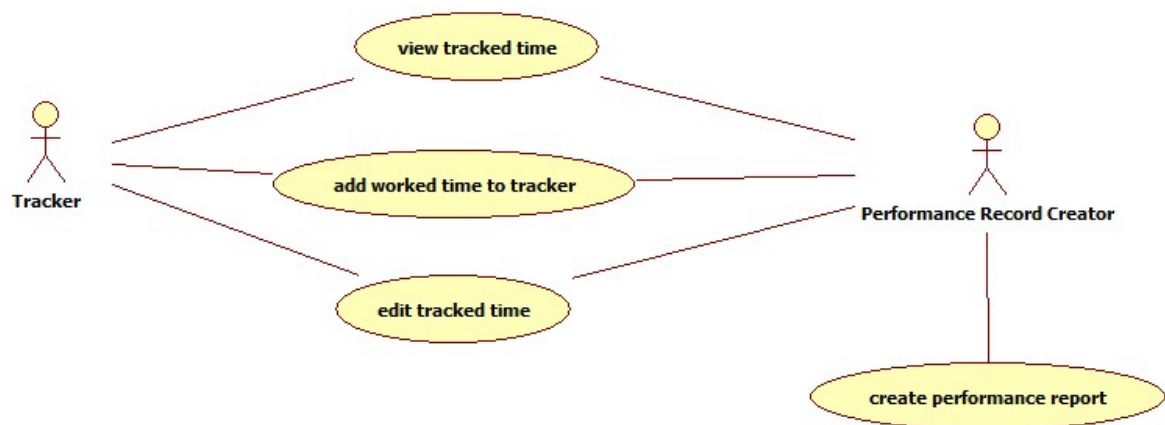 view tracked time
add worked time to tracker
Tracker
Performance Record Creator
edit tracked time
create performance report